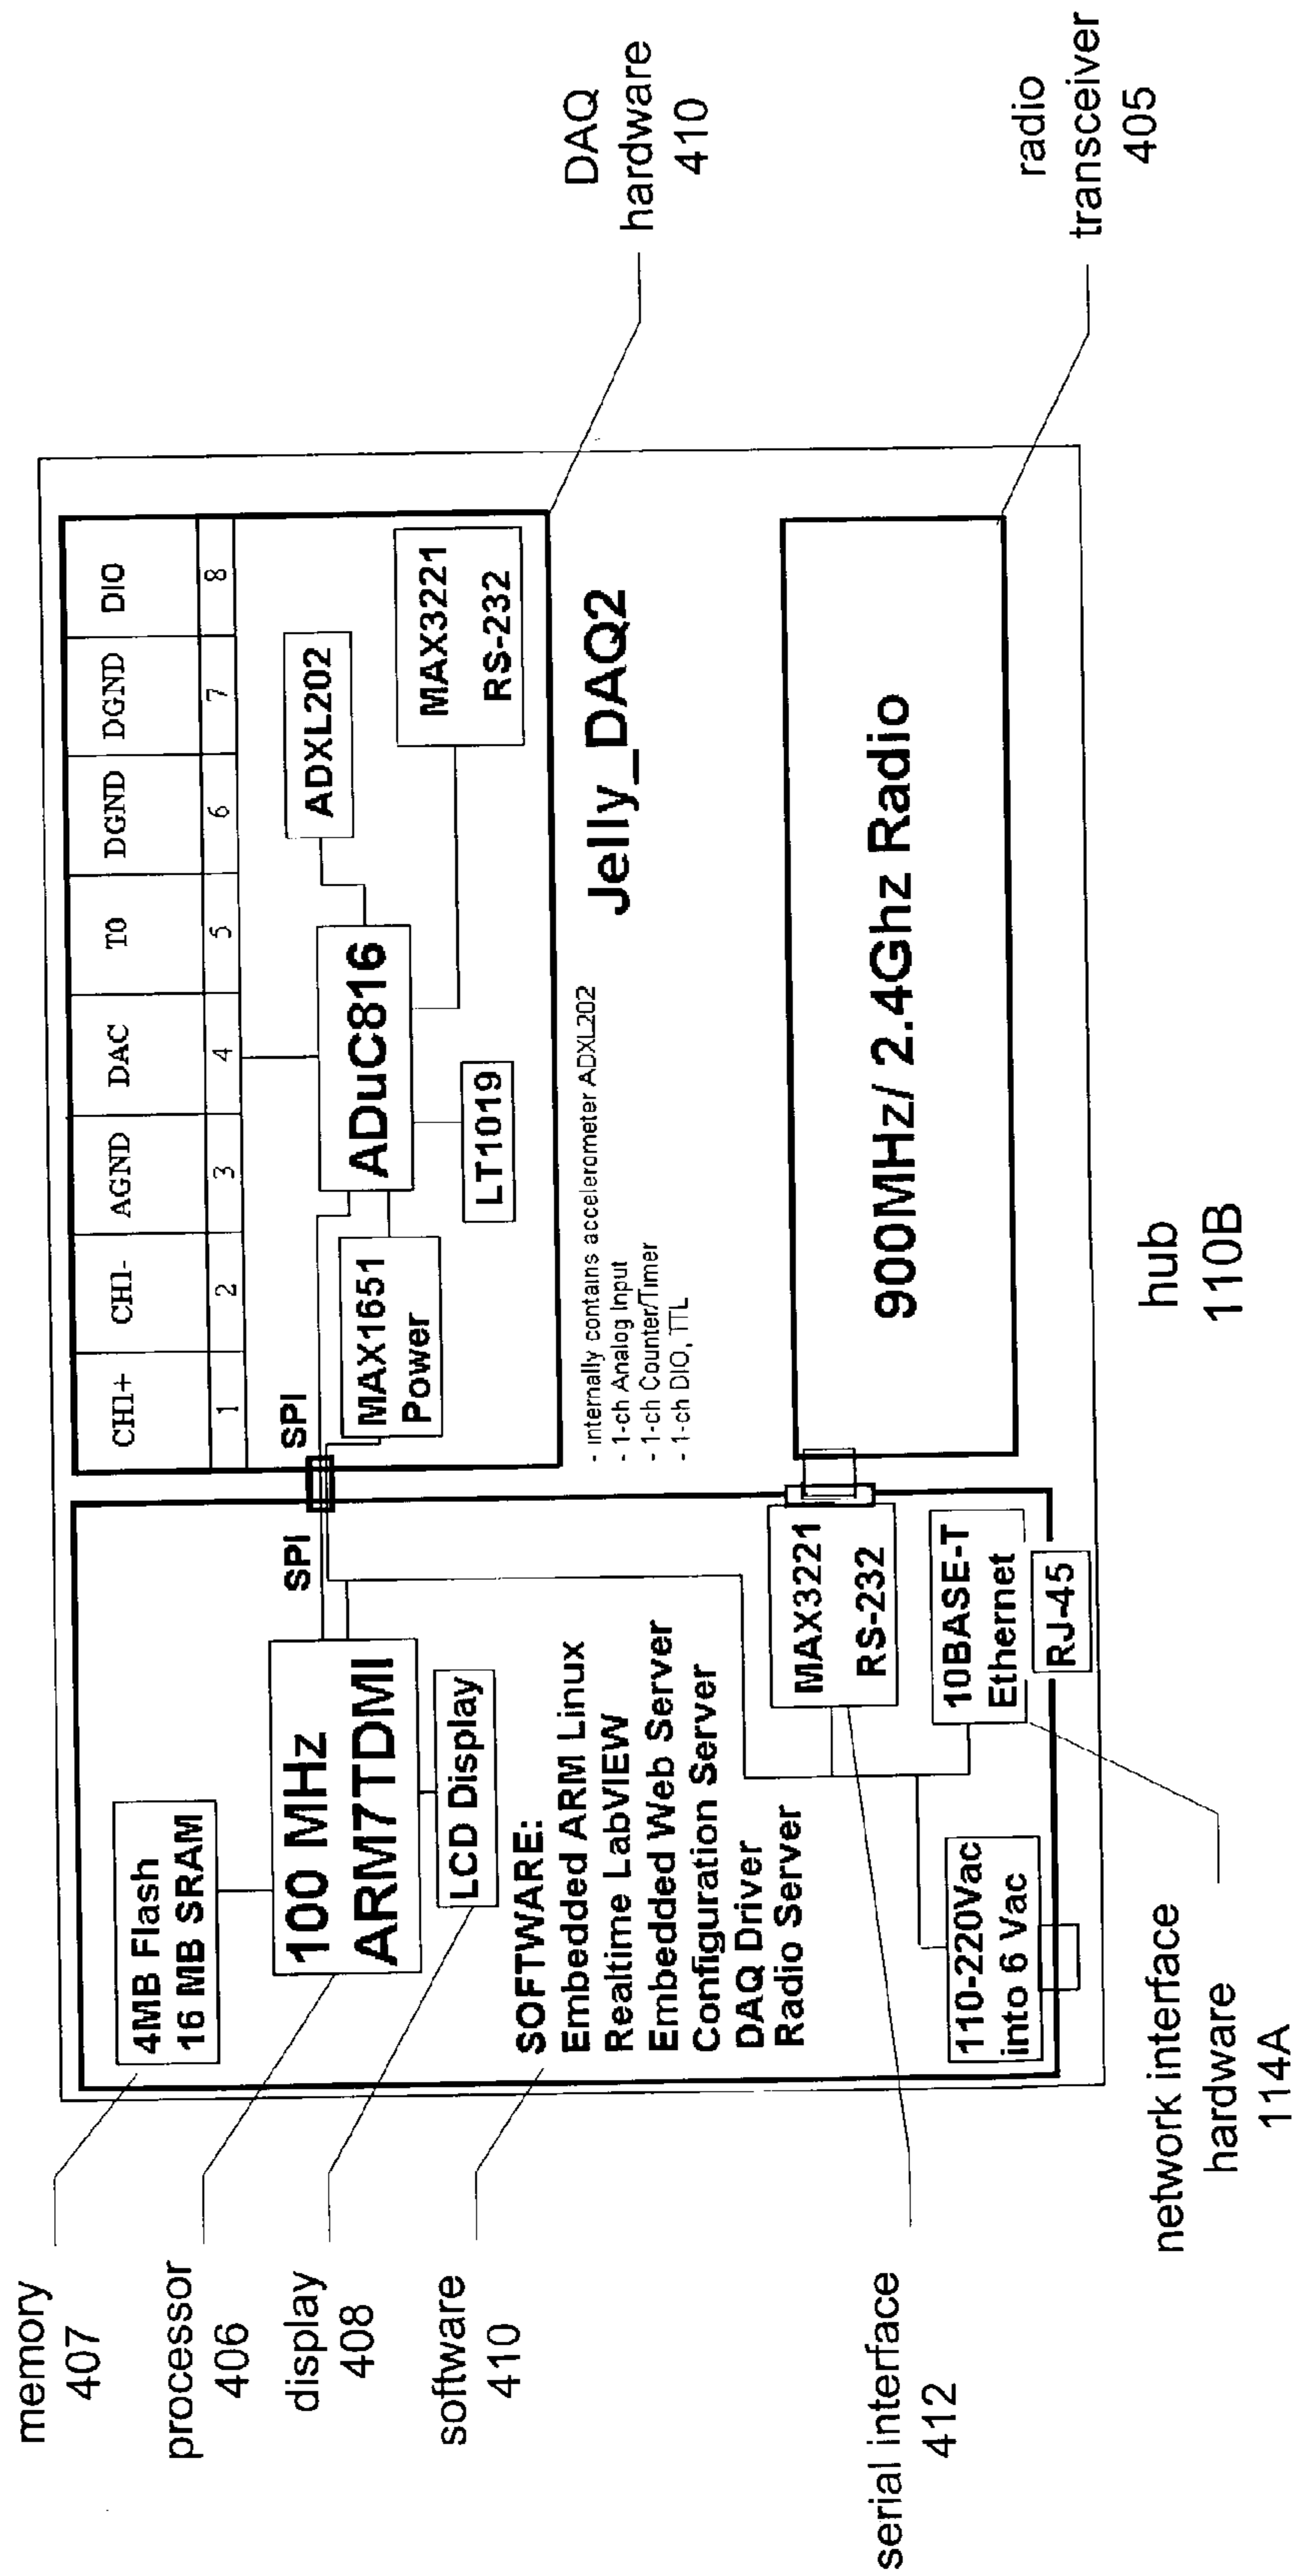 memory
407
processor
406
display
408
software
410
serial interface
412
network interface
hardware
114A
4MB Flash
16 MB SRAM
100 MHz
ARM7TDMI
LCD Display
SPI
SOFTWARE:
Embedded ARM Linux
Realtime LabVIEW
Embedded Web Server
Configuration Server
DAQ Driver
Radio Server
MAX3221
RS-232
10BASE-T
Ethernet
RJ-45
110-220Vac
into 6 Vac
CH1+ CH1- AGND DAC T0 DGND DGND DIO
1 2 3 4 5 6 7 8
SPI
MAX1651
Power
ADuC816
LT1019
ADXL202
MAX3221
RS-232
- internally contains accelerometer ADXL202
- 1-ch Analog Input
- 1-ch Counter/Timer
- 1-ch DIO, TTL
Jelly_DAQ2
900MHz/ 2.4Ghz Radio
DAQ
hardware
410
radio
transceiver
405
hub
110B